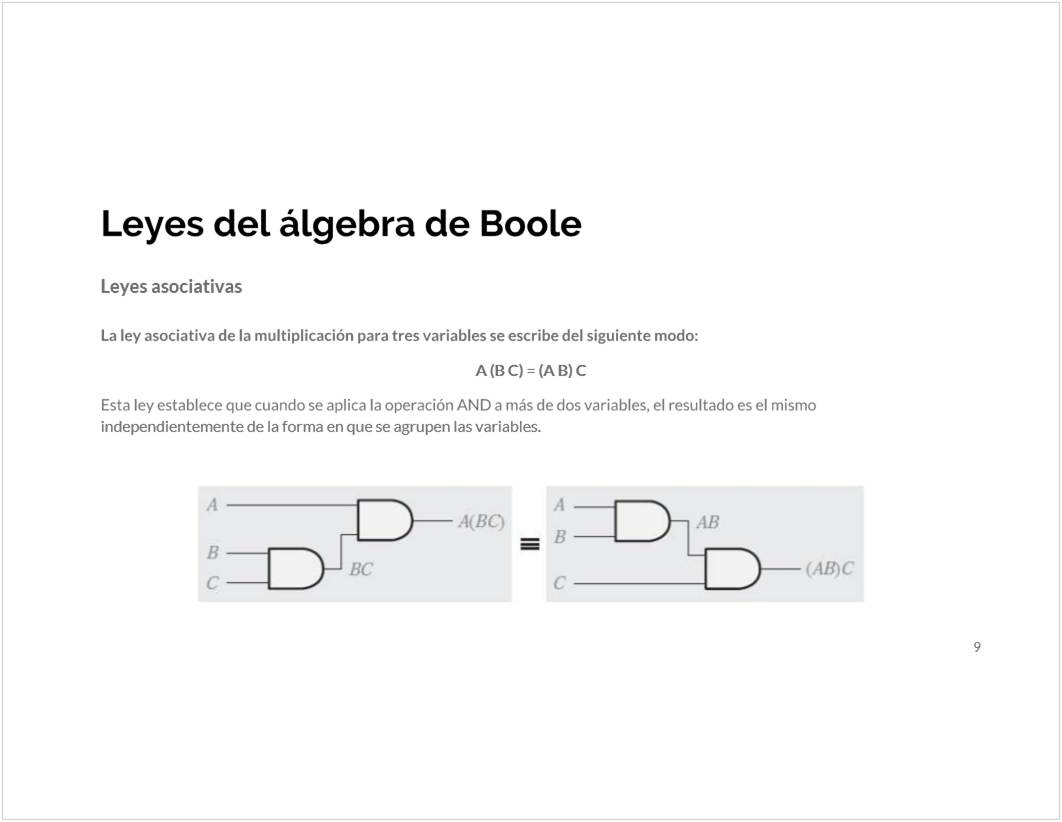 Leyes del álgebra de Boole
Leyes asociativas
La ley asociativa de la multiplicación para tres variables se escribe del siguiente modo:
A (B C) = (A B) C
Esta ley establece que cuando se aplica la operación AND a más de dos variables, el resultado es el mismo
independientemente de la forma en que se agrupen las variables.
A
A(BC)
B
BC
C
≡
A
AB
B
C
(AB)C
9